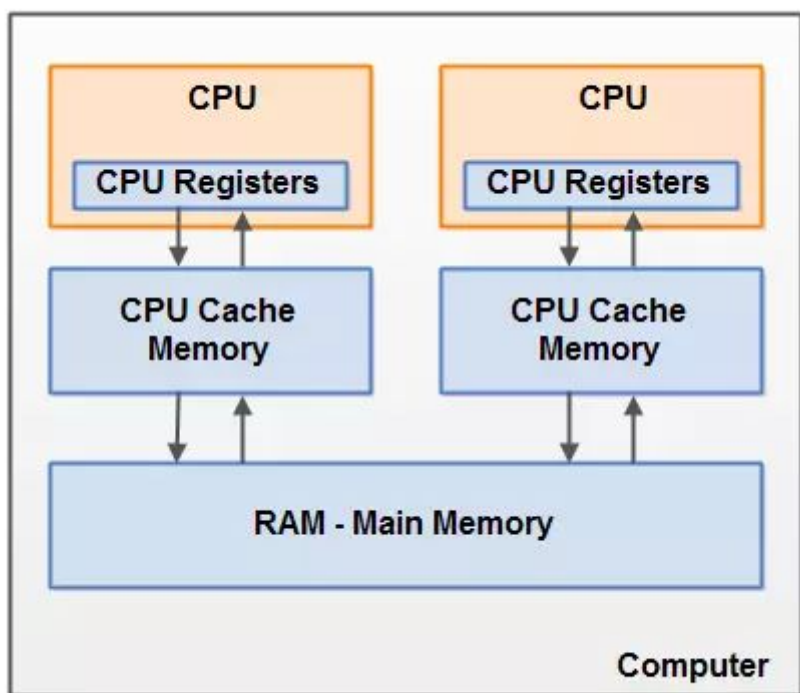 CPU
CPU
CPU Registers
CPU Registers
CPU Cache
Memory
CPU Cache
Memory
RAM - Main Memory
Computer